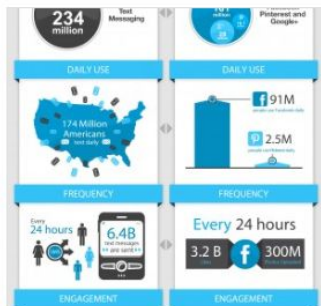 234
million
Text
Messaging
million
Pinterest and
Google+
DAILY USE
DAILY USE
174 Million
Americans
text daily
91M
2.5M
FREQUENCY
FREQUENCY
Every
24 hours
6.4B
text messages
are sent
Every 24 hours
3.2 B
300M
ENGAGEMENT
ENGAGEMENT